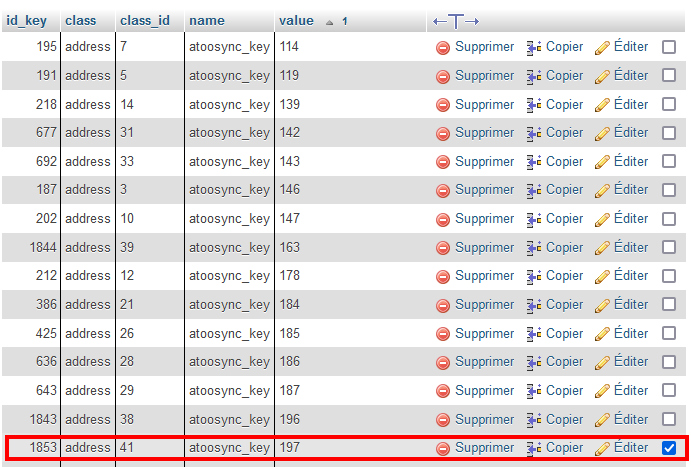 id_key class class_id name value 1
195 address 7 atoosync_key 114 Supprimer Copier Éditer
191 address 5 atoosync_key 119 Supprimer Copier Éditer
218 address 14 atoosync_key 139 Supprimer Copier Éditer
677 address 31 atoosync_key 142 Supprimer Copier Éditer
692 address 33 atoosync_key 143 Supprimer Copier Éditer
187 address 3 atoosync_key 146 Supprimer Copier Éditer
202 address 10 atoosync_key 147 Supprimer Copier Éditer
1844 address 39 atoosync_key 163 Supprimer Copier Éditer
212 address 12 atoosync_key 178 Supprimer Copier Éditer
386 address 21 atoosync_key 184 Supprimer Copier Éditer
425 address 26 atoosync_key 185 Supprimer Copier Éditer
636 address 28 atoosync_key 186 Supprimer Copier Éditer
643 address 29 atoosync_key 187 Supprimer Copier Éditer
1843 address 38 atoosync_key 196 Supprimer Copier Éditer
1853 address 41 atoosync_key 197 Supprimer Copier Éditer